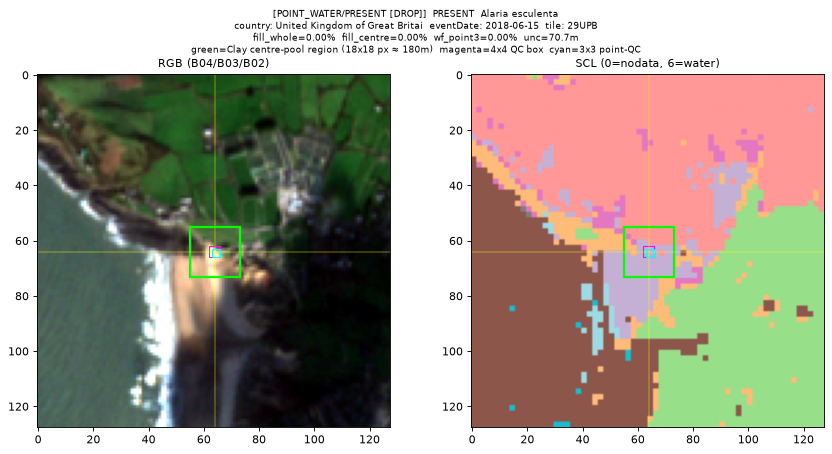 [POINT_WATER/PRESENT [DROP]]  PRESENT  Alaria esculenta
country: United Kingdom of Great Britai  eventDate: 2018-06-15  tile: 29UPB
fill_whole=0.00%  fill_centre=0.00%  wf_point3=0.00%  unc=70.7m
green=Clay centre-pool region (18x18 px ≈ 180m)  magenta=4x4 QC box  cyan=3x3 point-QC
RGB (B04/B03/B02)
SCL (0=nodata, 6=water)
0
20
40
60
80
100
120
0 20 40 60 80 100 120
0
20
40
60
80
100
120
0 20 40 60 80 100 120